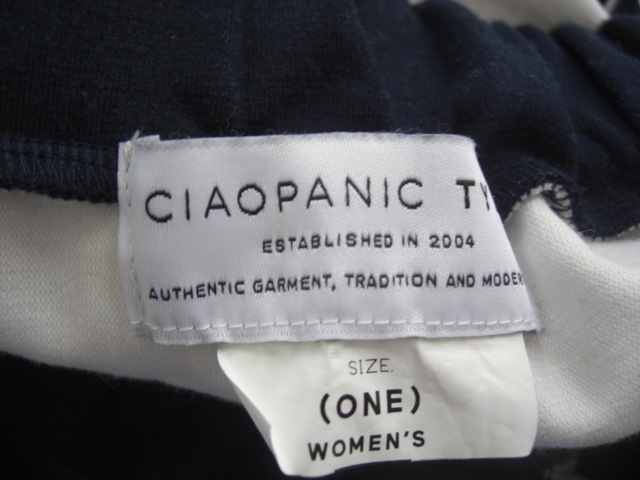 CIAOPANIC TY
ESTABLISHED IN 2004
AUTHENTIC GARMENT, TRADITION AND MODER
SIZE.
(ONE)
WOMEN'S